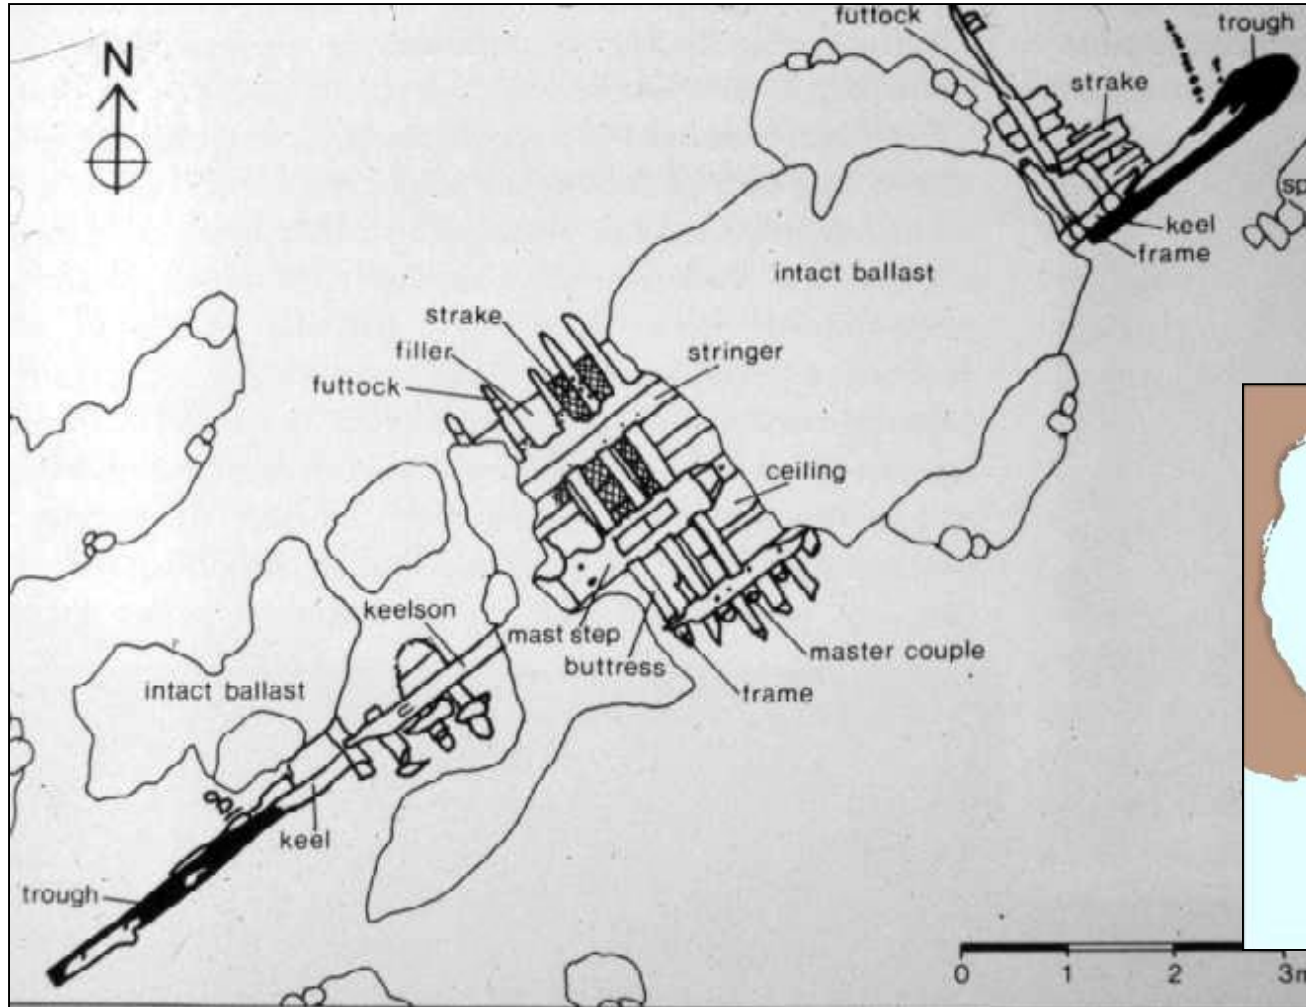 futtock
trough
N
strake
sp
keel
frame
intact ballast
strake
filler
futtock
stringer
ceiling
keelson
mast step
buttress
master couple
frame
intact ballast
keel
trough
0 1 2 3m